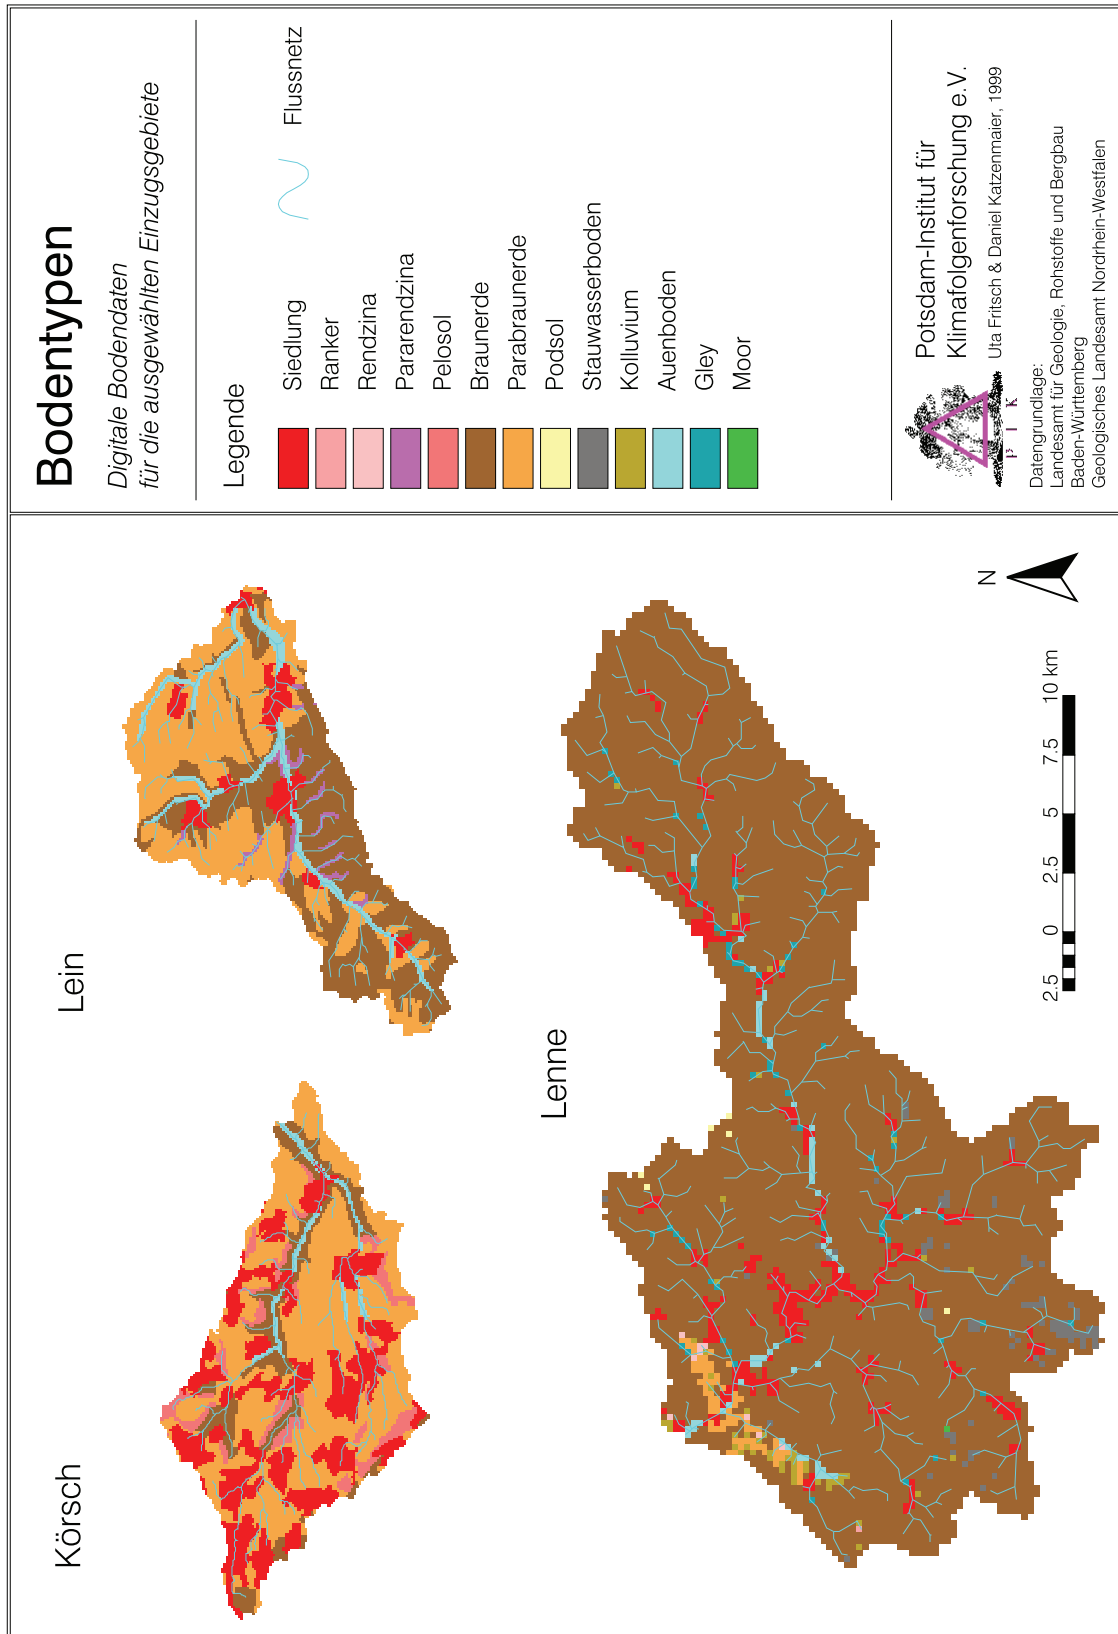 Bodentypen
Digitale Bodendaten
für die ausgewählten Einzugsgebiete
Legende
Siedlung
Ranker
Rendzina
Pararendzina
Pelosol
Braunerde
Parabraunerde
Podsol
Stauwasserboden
Kolluvium
Auenboden
Gley
Moor
Flussnetz
Potsdam-Institut für
Klimafolgenforschung e.V.
Uta Fritsch & Daniel Katzenmaier, 1999
P I K
Datengrundlage:
Landesamt für Geologie, Rohstoffe und Bergbau
Baden-Württemberg
Geologisches Landesamt Nordrhein-Westfalen
Körsch
Lein
Lenne
N
2.5 0 2.5 5 7.5 10 km